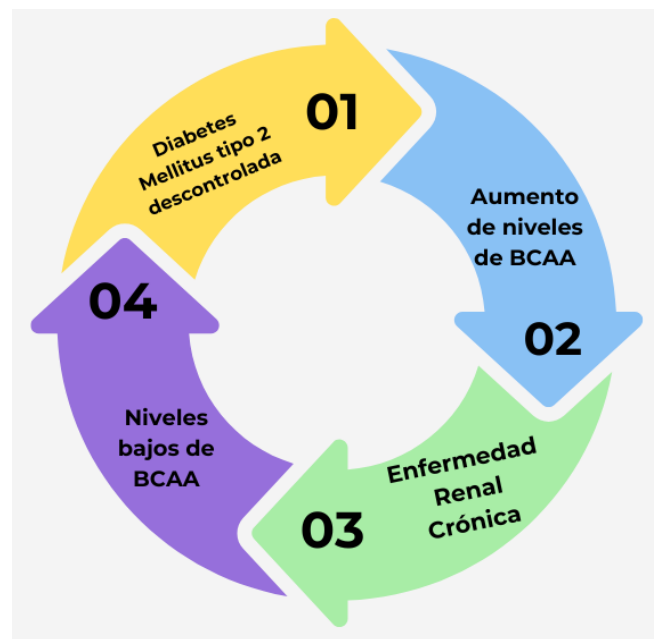 01
Diabetes
Mellitus tipo 2
descontrolada
Aumento
de niveles
de BCAA
02
Enfermedad
Renal
Crónica
03
04
Niveles
bajos de
BCAA